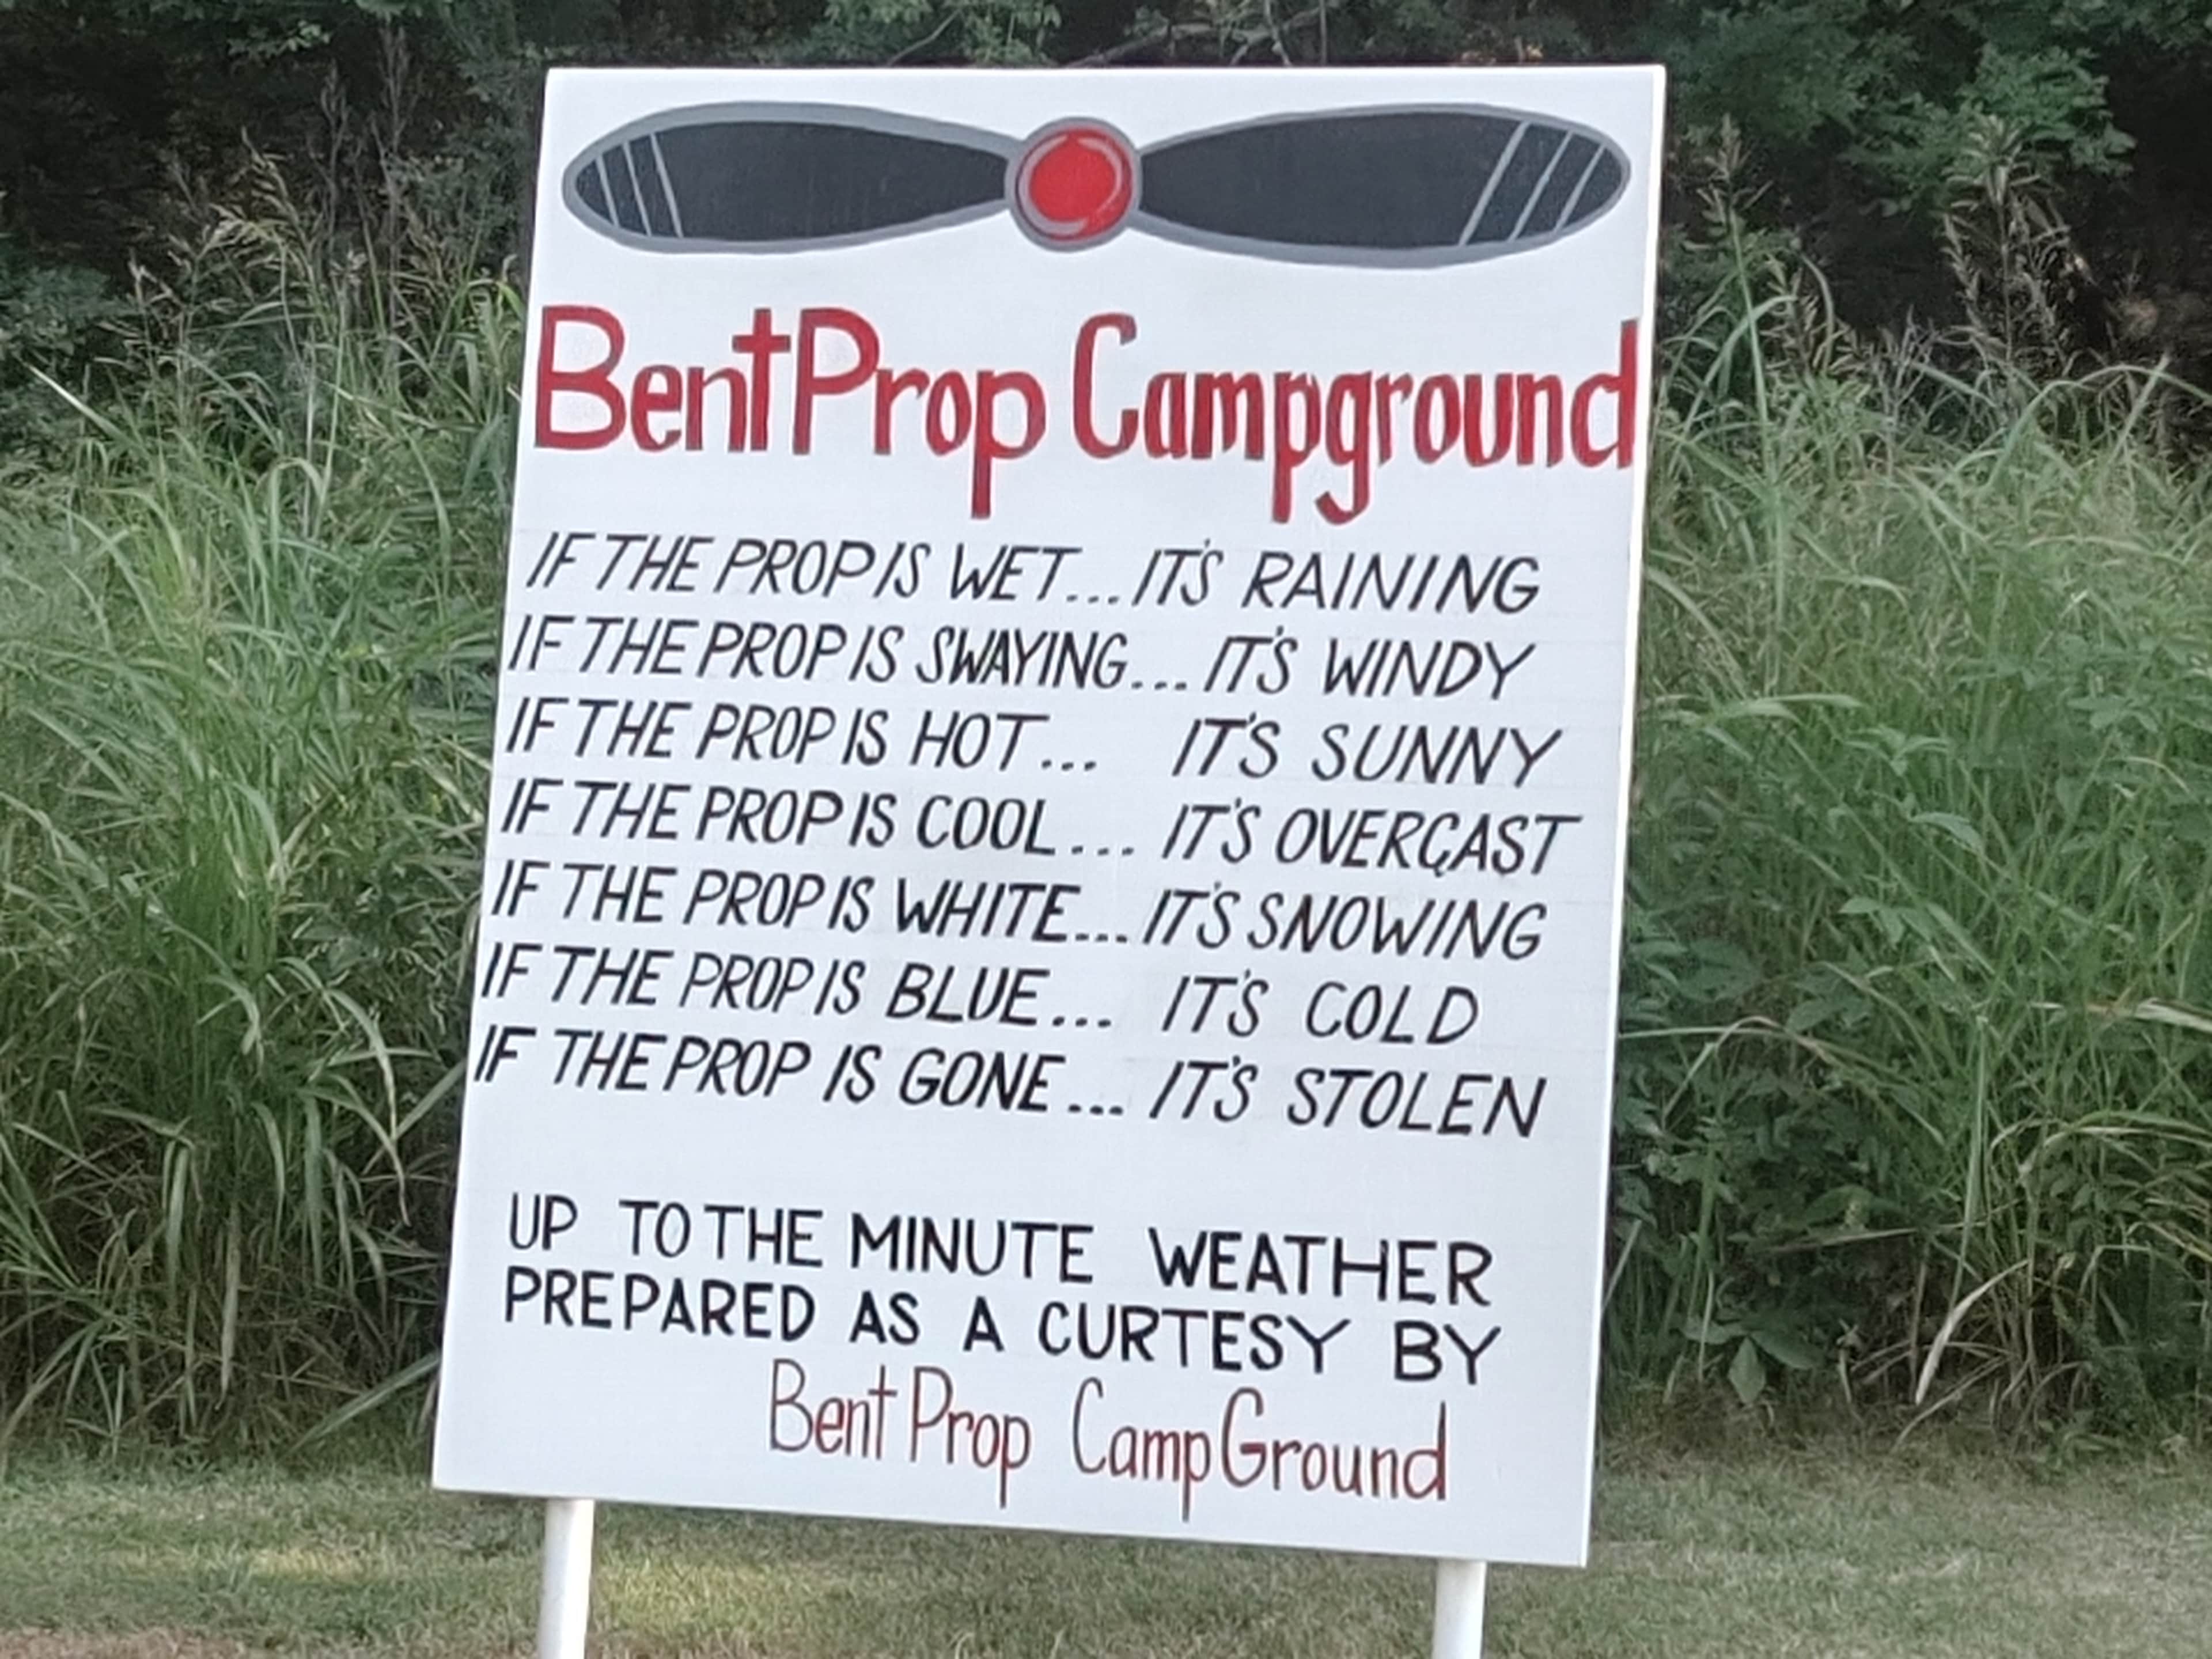 BentProp Campground
IF THE PROP IS WET... IT'S RAINING
IF THE PROP IS SWAYING... IT'S WINDY
IF THE PROP IS HOT... IT'S SUNNY
IF THE PROP IS COOL... IT'S OVERCAST
IF THE PROP IS WHITE... IT'S SNOWING
IF THE PROP IS BLUE... IT'S COLD
IF THE PROP IS GONE... IT'S STOLEN
UP TO THE MINUTE WEATHER
PREPARED AS A CURTESY BY
Bent Prop CampGround